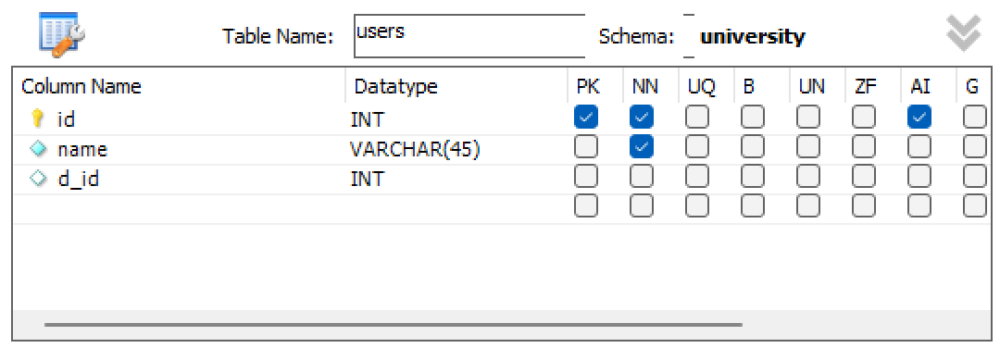 Table Name: users Schema: university
Column Name Datatype PK NN UQ B UN ZF AI G
id INT
name VARCHAR(45)
d_id INT